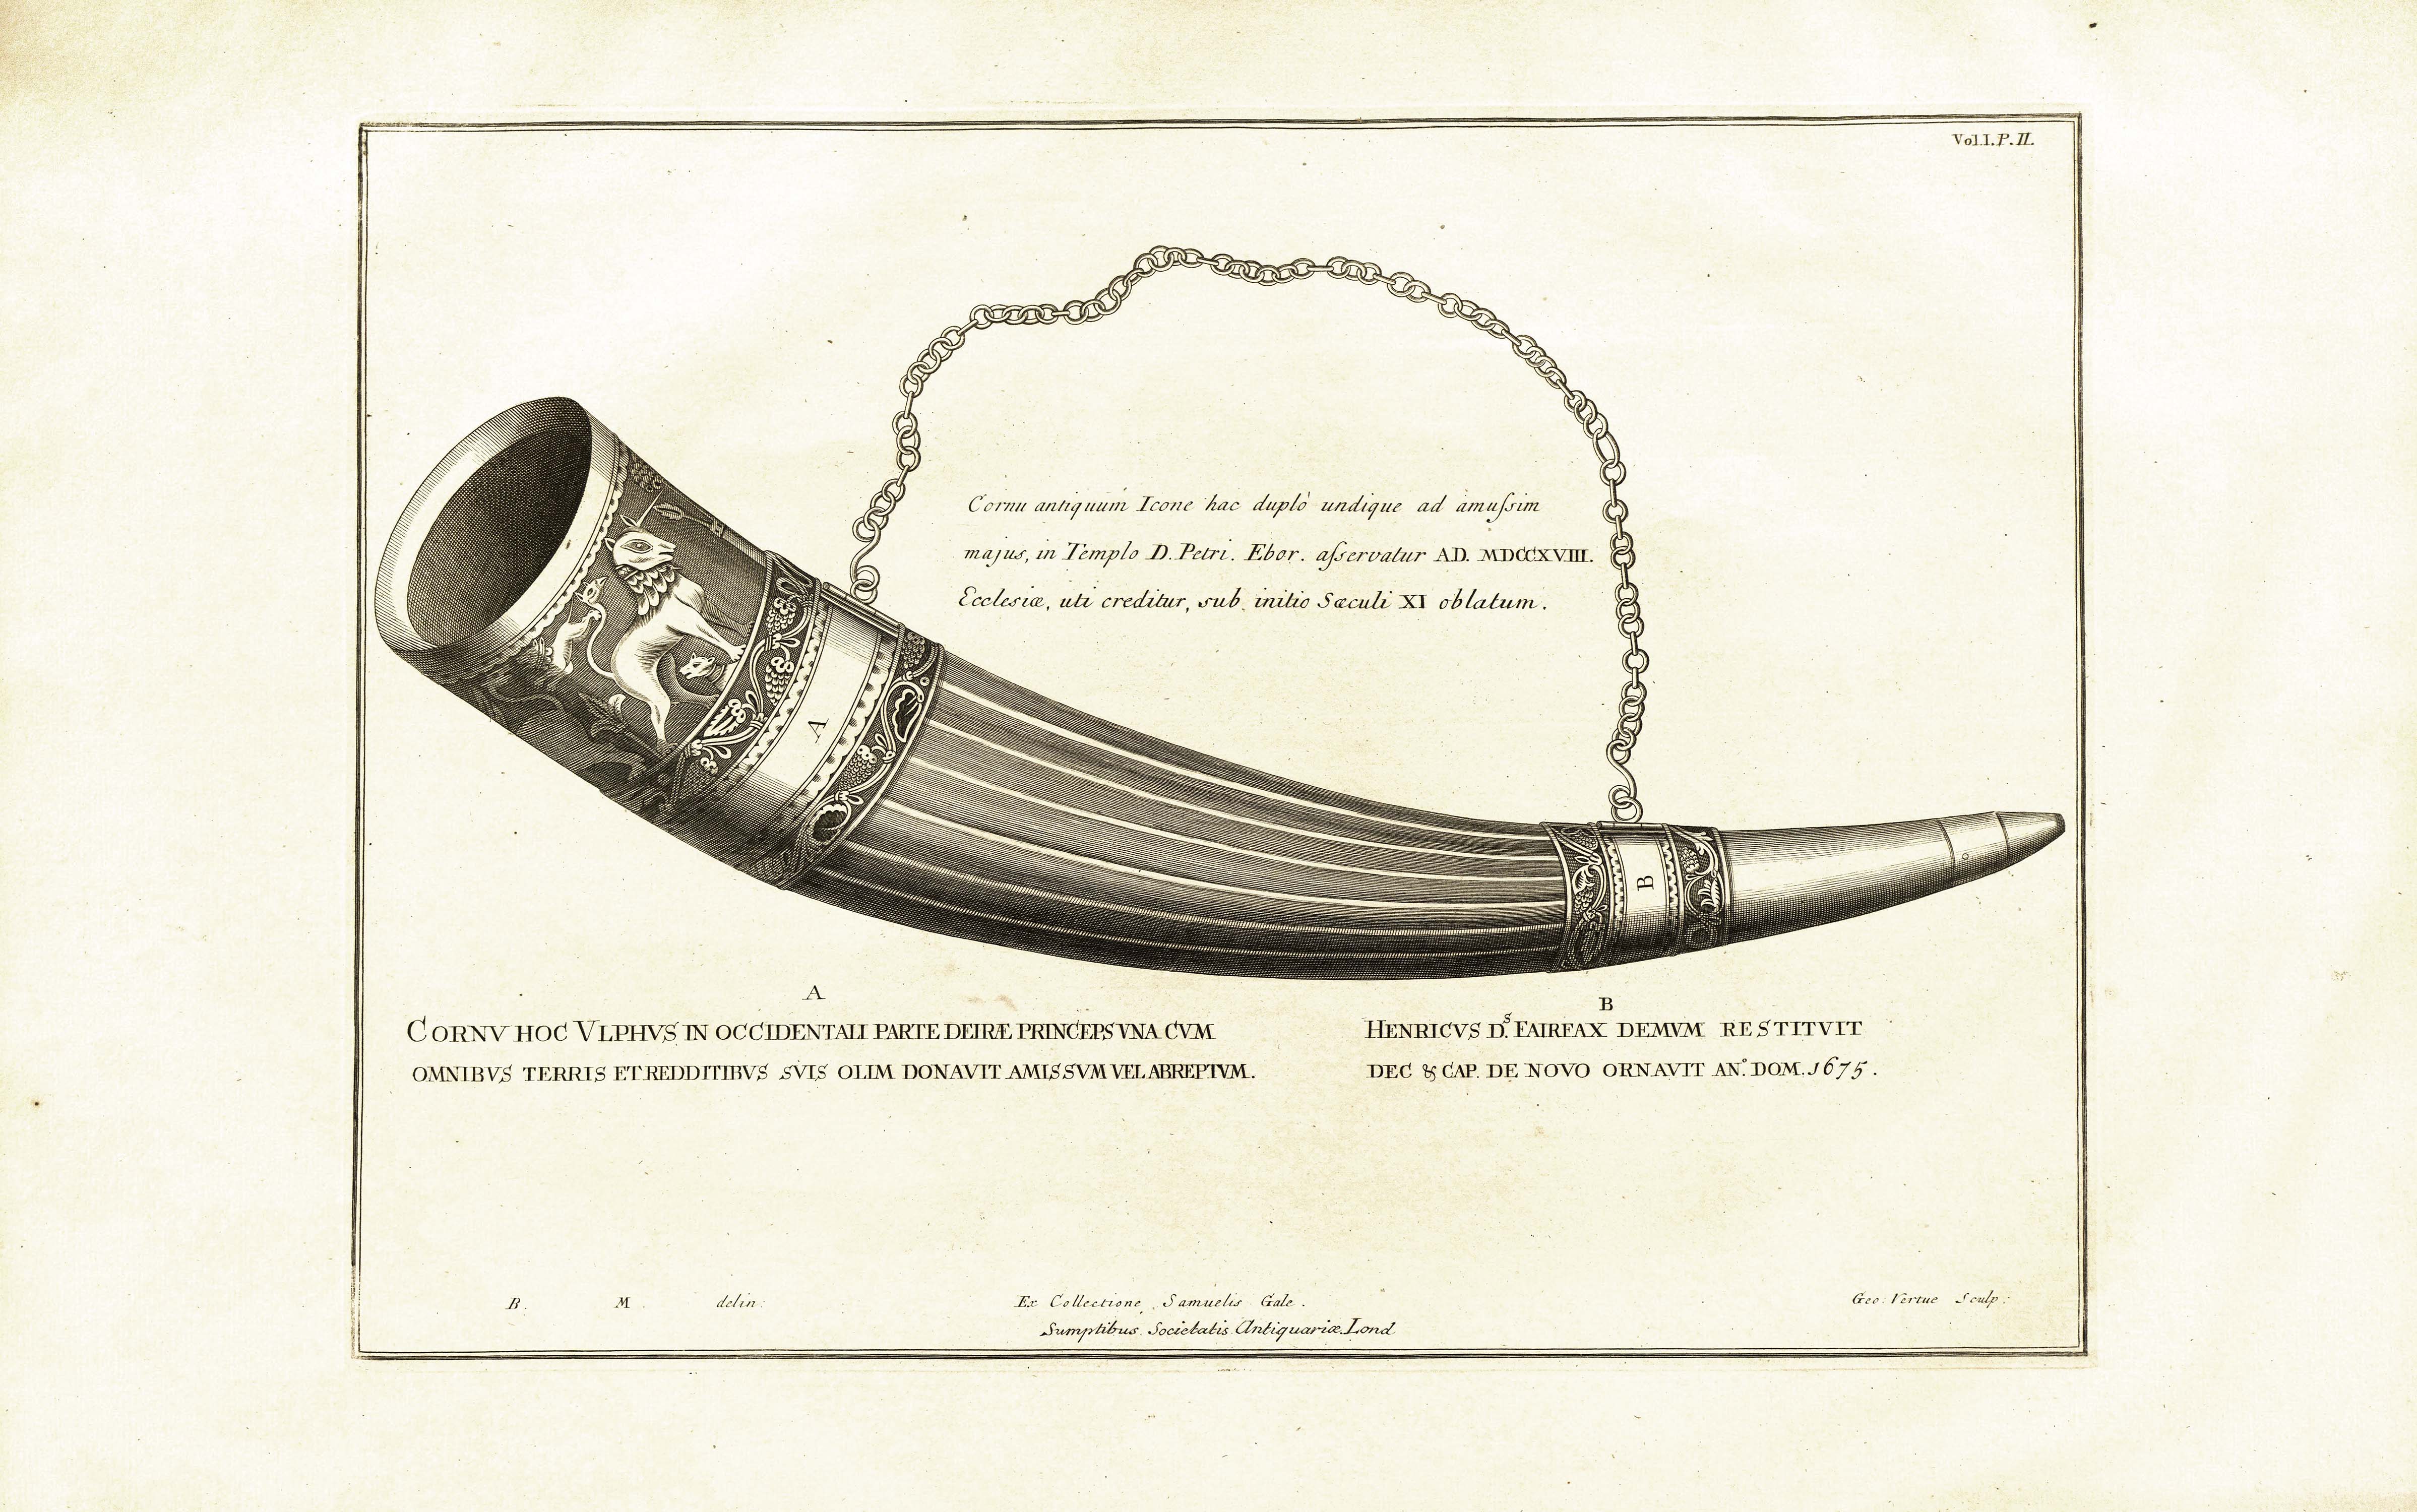 Vol.I.P.II.
Cornu antiquum Icone hac duplò undique ad amuſsim
majus, in Templo D. Petri. Ebor. aſservatur AD. MDCCXVIII.
Ecclesiæ, uti creditur, sub initio Sæculi XI oblatum.
A
B
A
CORNV HOC VLPHVS IN OCCIDENTALI PARTE DEIRÆ PRINCEPS VNA CVM
OMNIBVS TERRIS ET REDDITIBVS SVIS OLIM DONAVIT AMISSVM VEL ABREPTVM.
B
HENRICVS D.S FAIRFAX DEMVM RESTITVIT
DEC & CAP. DE NOVO ORNAVIT AN.o DOM. 1675.
B. M. delin:
Ex Collectione Samuelis Gale.
Sumptibus Societatis Antiquariæ Lond
Geo. Vertue Sculp: